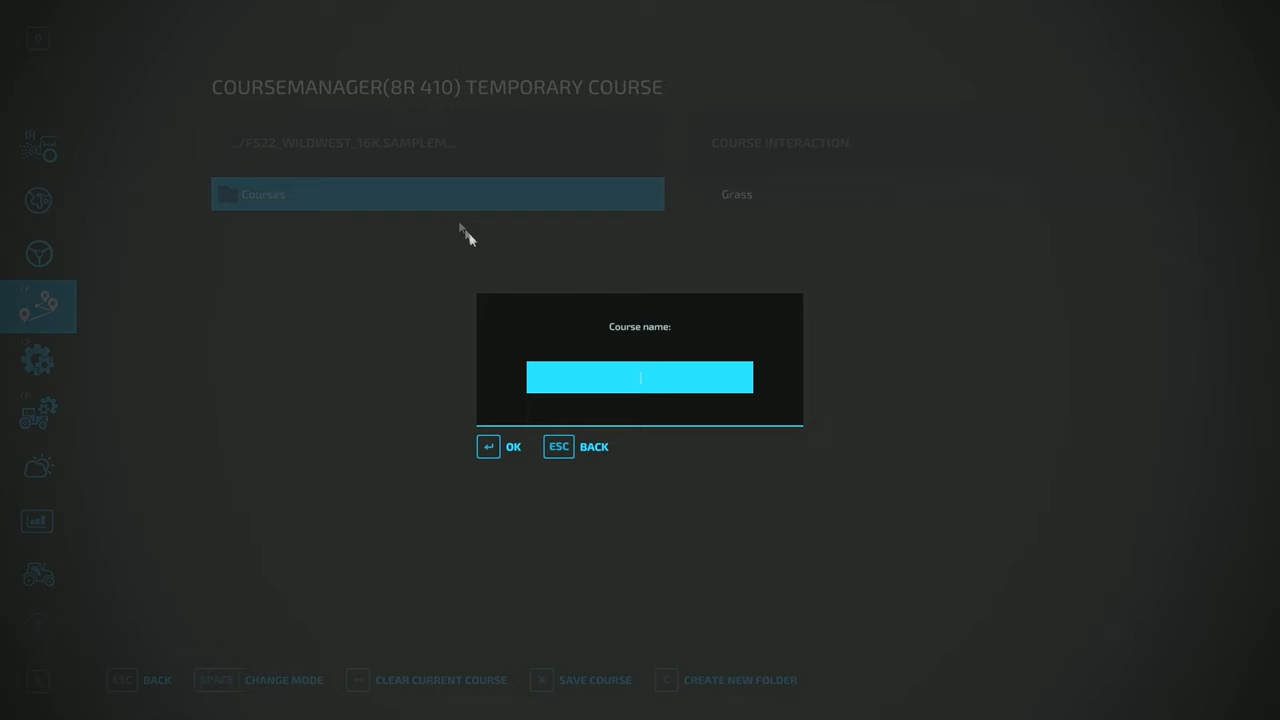 COURSEMANAGER(8R 410) TEMPORARY COURSE
../FS22_WILDWEST_16X.SAMPLEM...
COURSE INTERACTION
Courses
Grass
Course name:
OK
ESC BACK
ESC BACK
SPACE CHANGE MODE
CLEAR CURRENT COURSE
SAVE COURSE
C CREATE NEW FOLDER